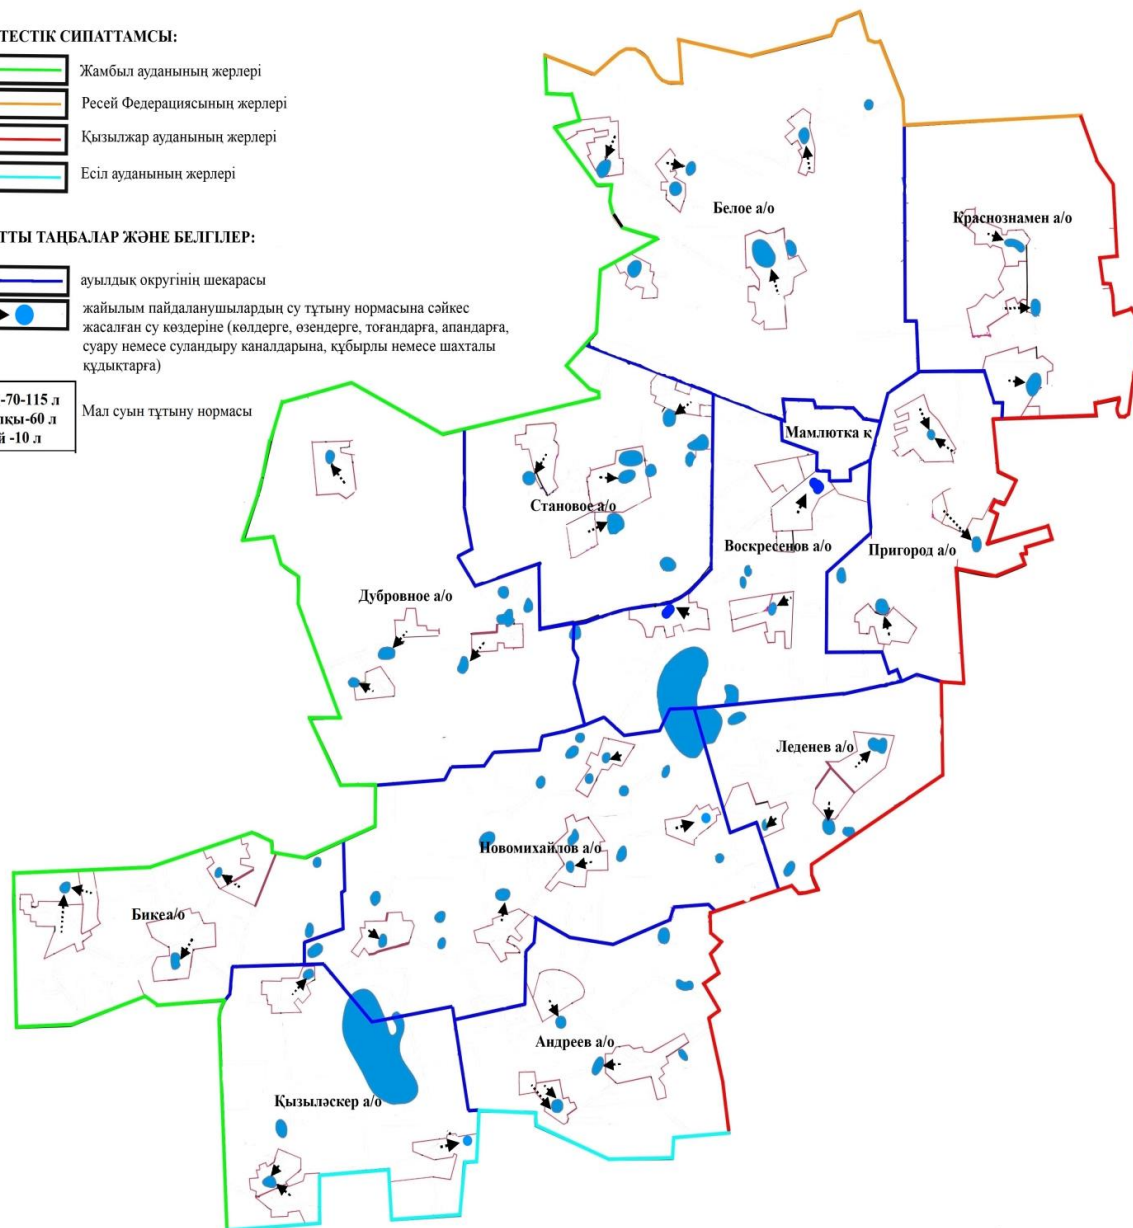 ТЕСТІК СИПАТТАМСЫ:
Жамбыл ауданының жерлері
Ресей Федерациясының жерлері
Қызылжар ауданының жерлері
Есіл ауданының жерлері
ТТЫ ТАҢБАЛАР ЖӘНЕ БЕЛГІЛЕР:
ауылдық округінің шекарасы
жайылым пайдаланушылардың су тұтыну нормасына сәйкес
жасалған су көздеріне (көлдерге, өзендерге, тоғандарға, апандарға,
суару немесе суландыру каналдарына, құбырлы немесе шахталы
құдықтарға)
-70-115 л
лқы-60 л
й -10 л
Мал суын тұтыну нормасы
Белое а/о
Краснознамен а/о
Мамлютка қ
Становое а/о
Воскресенов а/о
Пригород а/о
Дубровное а/о
Леденев а/о
Новомихайлов а/о
Бикеа/о
Андреев а/о
Қызыләскер а/о